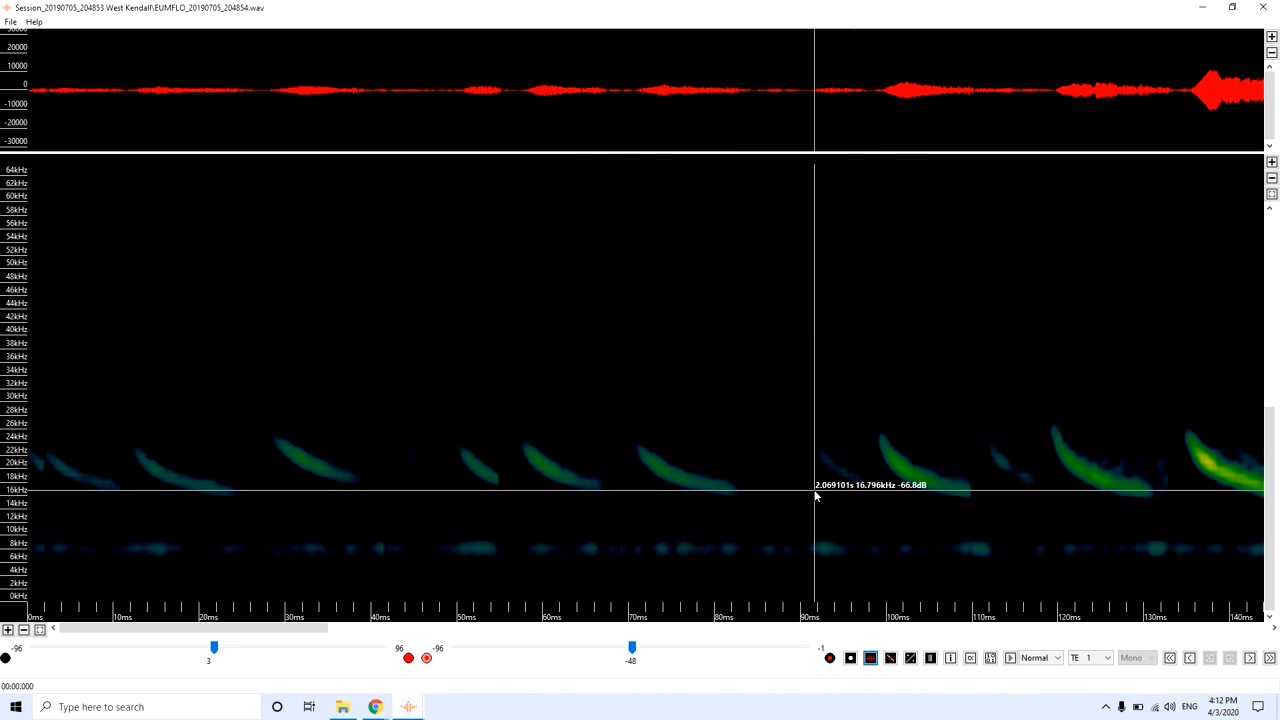 Session_20190705_204853 West Kendall\EUMFLO_20190705_204854.wav
File Help
30000
20000
10000
0
-10000
-20000
-30000
64kHz
62kHz
60kHz
58kHz
56kHz
54kHz
52kHz
50kHz
48kHz
46kHz
44kHz
42kHz
40kHz
38kHz
36kHz
34kHz
32kHz
30kHz
28kHz
26kHz
24kHz
22kHz
20kHz
18kHz
16kHz
2.069101s 16.796kHz -66.8dB
14kHz
12kHz
10kHz
8kHz
6kHz
4kHz
2kHz
0kHz
0ms 10ms 20ms 30ms 40ms 50ms 60ms 70ms 80ms 90ms 100ms 110ms 120ms 130ms 140ms
-96 96 -96 -1
3 -48
Normal TE 1 Mono
00:00.000
Type here to search
ENG
4:12 PM
4/3/2020